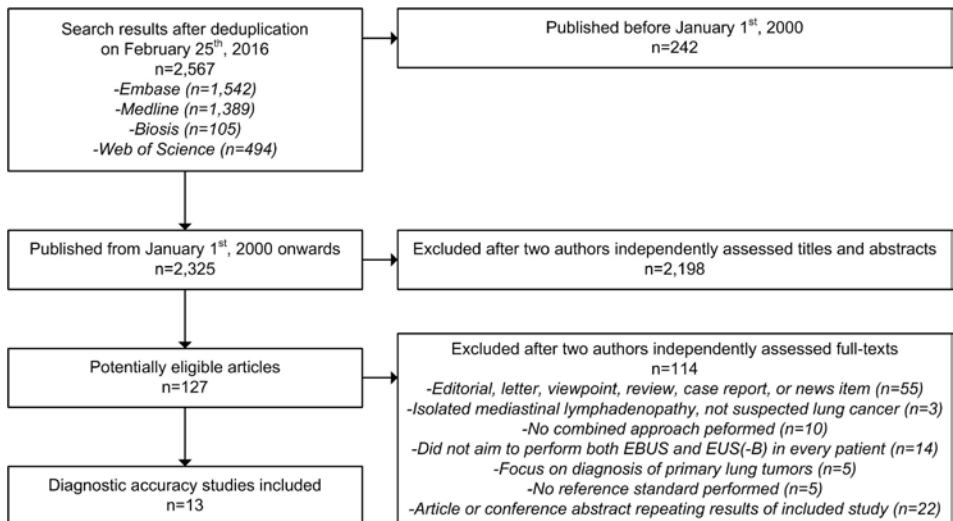 Search results after deduplication
on February 25th, 2016
n=2,567
-Embase (n=1,542)
-Medline (n=1,389)
-Biosis (n=105)
-Web of Science (n=494)
Published before January 1st, 2000
n=242
Published from January 1st, 2000 onwards
n=2,325
Excluded after two authors independently assessed titles and abstracts
n=2,198
Potentially eligible articles
n=127
Excluded after two authors independently assessed full-texts
n=114
-Editorial, letter, viewpoint, review, case report, or news item (n=55)
-Isolated mediastinal lymphadenopathy, not suspected lung cancer (n=3)
-No combined approach peformed (n=10)
-Did not aim to perform both EBUS and EUS(-B) in every patient (n=14)
-Focus on diagnosis of primary lung tumors (n=5)
-No reference standard performed (n=5)
-Article or conference abstract repeating results of included study (n=22)
Diagnostic accuracy studies included
n=13